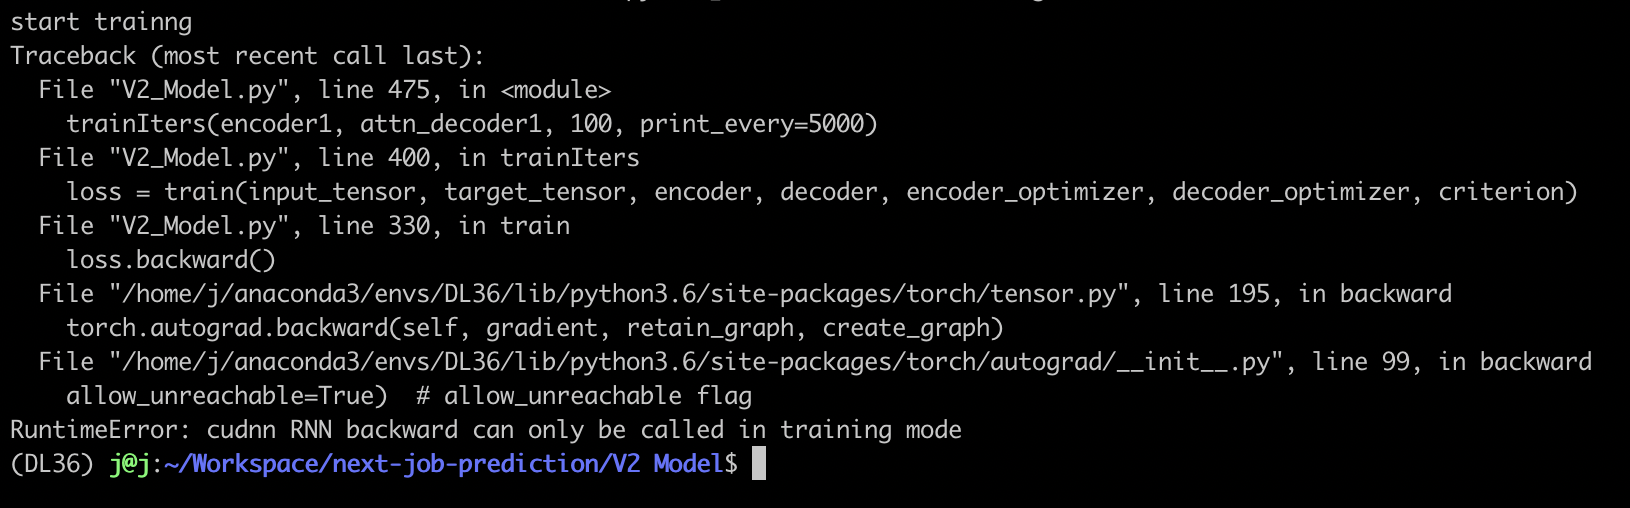 start trainng
Traceback (most recent call last):
  File "V2_Model.py", line 475, in <module>
    trainIters(encoder1, attn_decoder1, 100, print_every=5000)
  File "V2_Model.py", line 400, in trainIters
    loss = train(input_tensor, target_tensor, encoder, decoder, encoder_optimizer, decoder_optimizer, criterion)
  File "V2_Model.py", line 330, in train
    loss.backward()
  File "/home/j/anaconda3/envs/DL36/lib/python3.6/site-packages/torch/tensor.py", line 195, in backward
    torch.autograd.backward(self, gradient, retain_graph, create_graph)
  File "/home/j/anaconda3/envs/DL36/lib/python3.6/site-packages/torch/autograd/__init__.py", line 99, in backward
    allow_unreachable=True)  # allow_unreachable flag
RuntimeError: cudnn RNN backward can only be called in training mode
(DL36) j@j:~/Workspace/next-job-prediction/V2 Model$